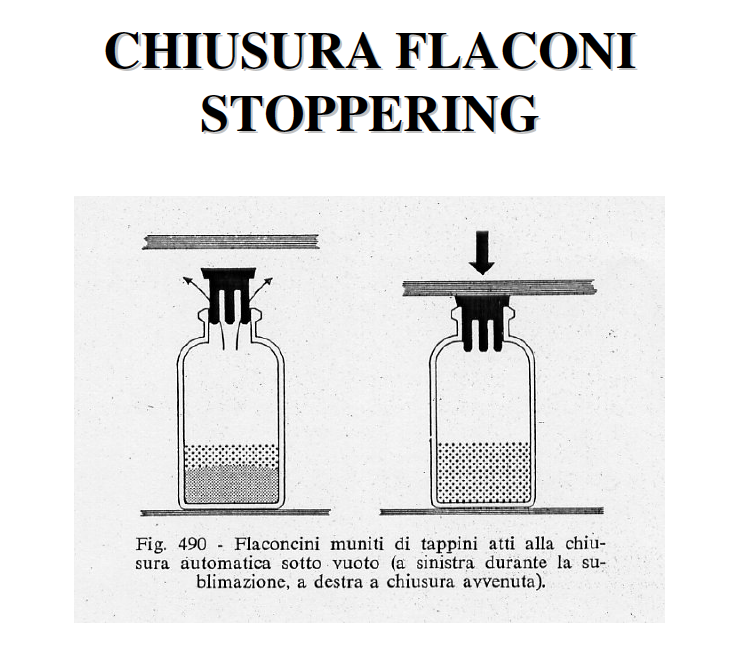 CHIUSURA FLACONI
STOPPERING
Fig. 490 - Flaconcini muniti di tappini atti alla chiu-
sura automatica sotto vuoto (a sinistra durante la su-
blimazione, a destra a chiusura avvenuta).